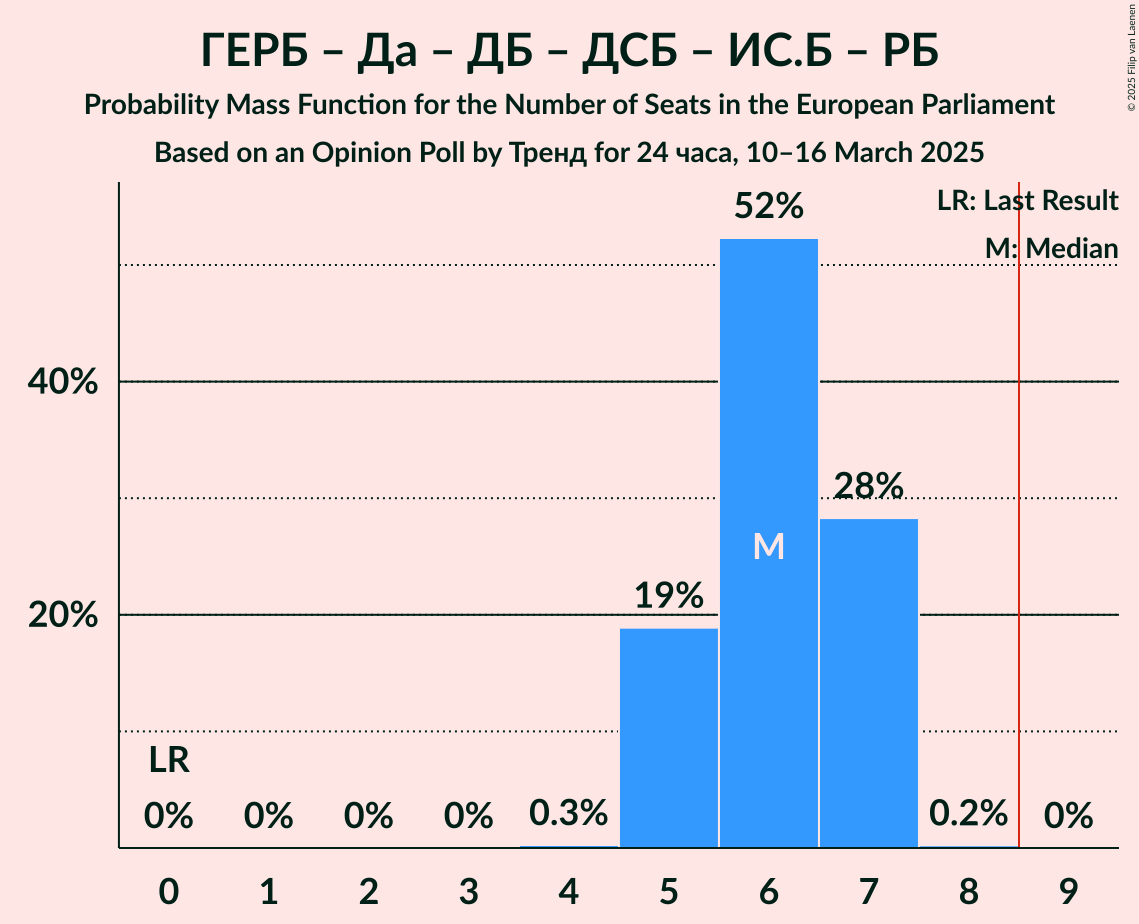 ГЕРБ – Да – ДБ – ДСБ – ИС.Б – РБ
Probability Mass Function for the Number of Seats in the European Parliament
Based on an Opinion Poll by Тренд for 24 часа, 10–16 March 2025
© 2025 Filip van Laenen
LR: Last Result
M: Median
52%
40%
28%
M
20%
19%
LR
0%
0%
0%
0%
0.3%
0.2%
0%
0
1
2
3
4
5
6
7
8
9